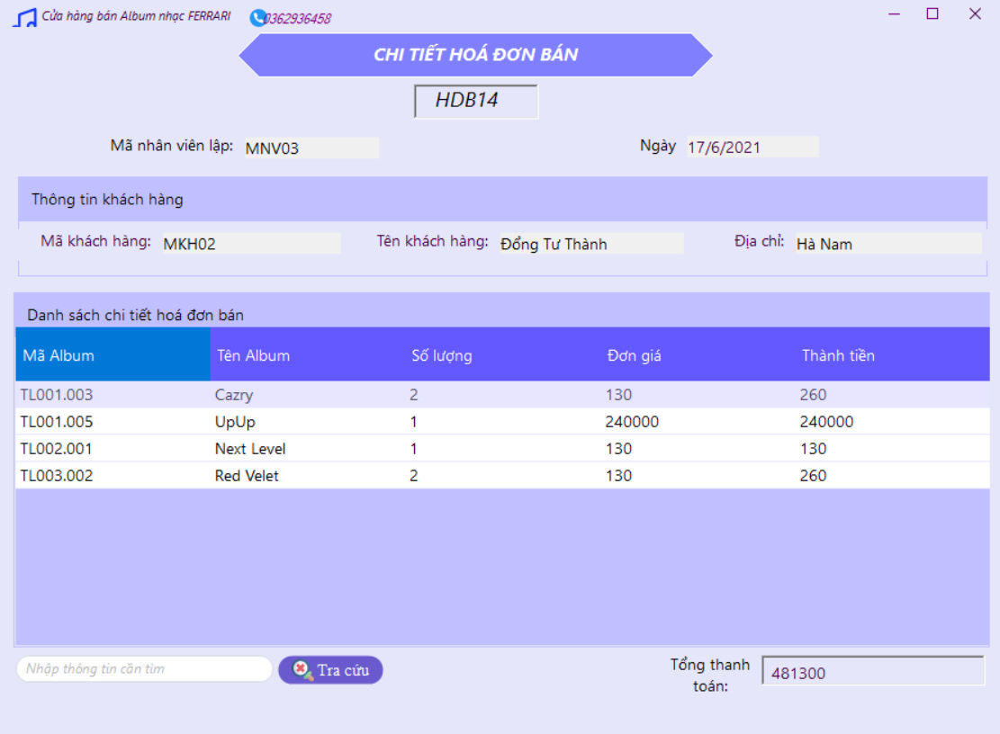 Cửa hàng bán Album nhạc FERRARI 0362936458
CHI TIẾT HOÁ ĐƠN BÁN
HDB14
Mã nhân viên lập: MNV03 Ngày 17/6/2021
Thông tin khách hàng
Mã khách hàng: MKH02 Tên khách hàng: Đổng Tư Thành Địa chỉ: Hà Nam
Danh sách chi tiết hoá đơn bán
Mã Album Tên Album Số lượng Đơn giá Thành tiền
TL001.003 Cazry 2 130 260
TL001.005 UpUp 1 240000 240000
TL002.001 Next Level 1 130 130
TL003.002 Red Velet 2 130 260
Nhập thông tin cần tìm Tra cứu Tổng thanh toán: 481300